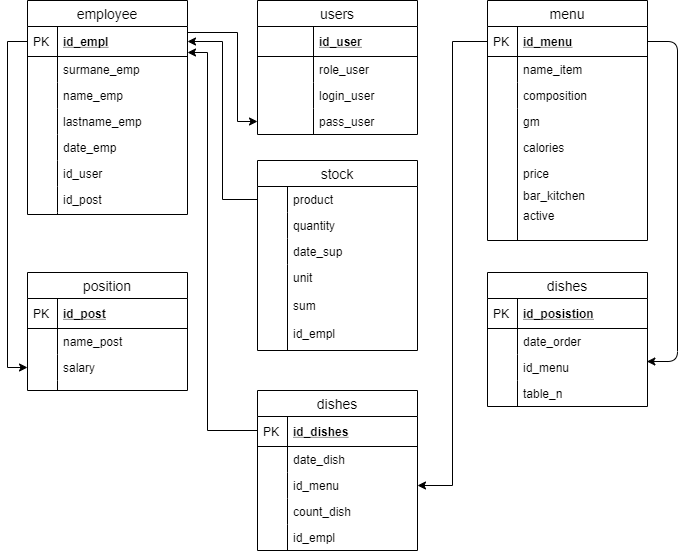 employee
PK id_empl
surmane_emp
name_emp
lastname_emp
date_emp
id_user
id_post
users
id_user
role_user
login_user
pass_user
menu
PK id_menu
name_item
composition
gm
calories
price
bar_kitchen
active
stock
product
quantity
date_sup
unit
sum
id_empl
position
PK id_post
name_post
salary
dishes
PK id_posistion
date_order
id_menu
table_n
dishes
PK id_dishes
date_dish
id_menu
count_dish
id_empl